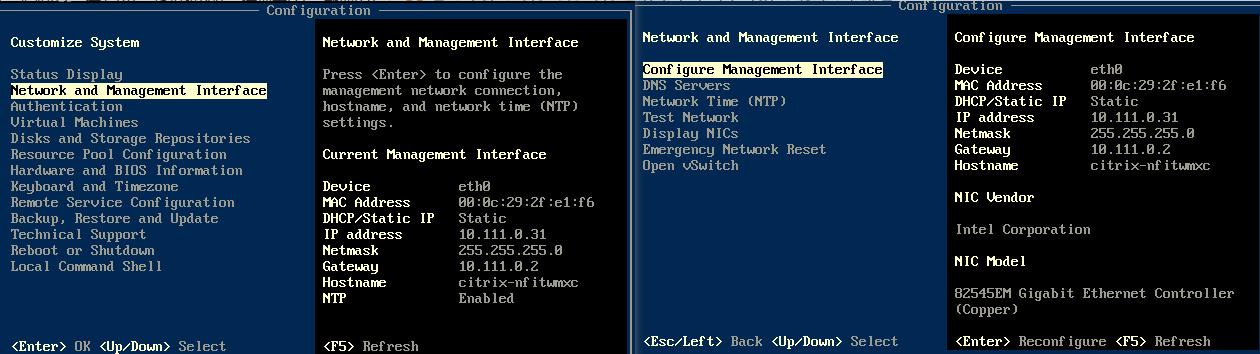 Configuration
Customize System
Status Display
Network and Management Interface
Authentication
Virtual Machines
Disks and Storage Repositories
Resource Pool Configuration
Hardware and BIOS Information
Keyboard and Timezone
Remote Service Configuration
Backup, Restore and Update
Technical Support
Reboot or Shutdown
Local Command Shell
<Enter> OK <Up/Down> Select
Network and Management Interface
Press <Enter> to configure the
management network connection,
hostname, and network time (NTP)
settings.
Current Management Interface
Device eth0
MAC Address 00:0c:29:2f:e1:f6
DHCP/Static IP Static
IP address 10.111.0.31
Netmask 255.255.255.0
Gateway 10.111.0.2
Hostname citrix-nfitwmxc
NTP Enabled
<F5> Refresh
Configuration
Network and Management Interface
Configure Management Interface
DNS Servers
Network Time (NTP)
Test Network
Display NICs
Emergency Network Reset
Open vSwitch
<Esc/Left> Back <Up/Down> Select
Configure Management Interface
Device eth0
MAC Address 00:0c:29:2f:e1:f6
DHCP/Static IP Static
IP address 10.111.0.31
Netmask 255.255.255.0
Gateway 10.111.0.2
Hostname citrix-nfitwmxc
NIC Vendor
Intel Corporation
NIC Model
82545EM Gigabit Ethernet Controller
(Copper)
<Enter> Reconfigure <F5> Refresh